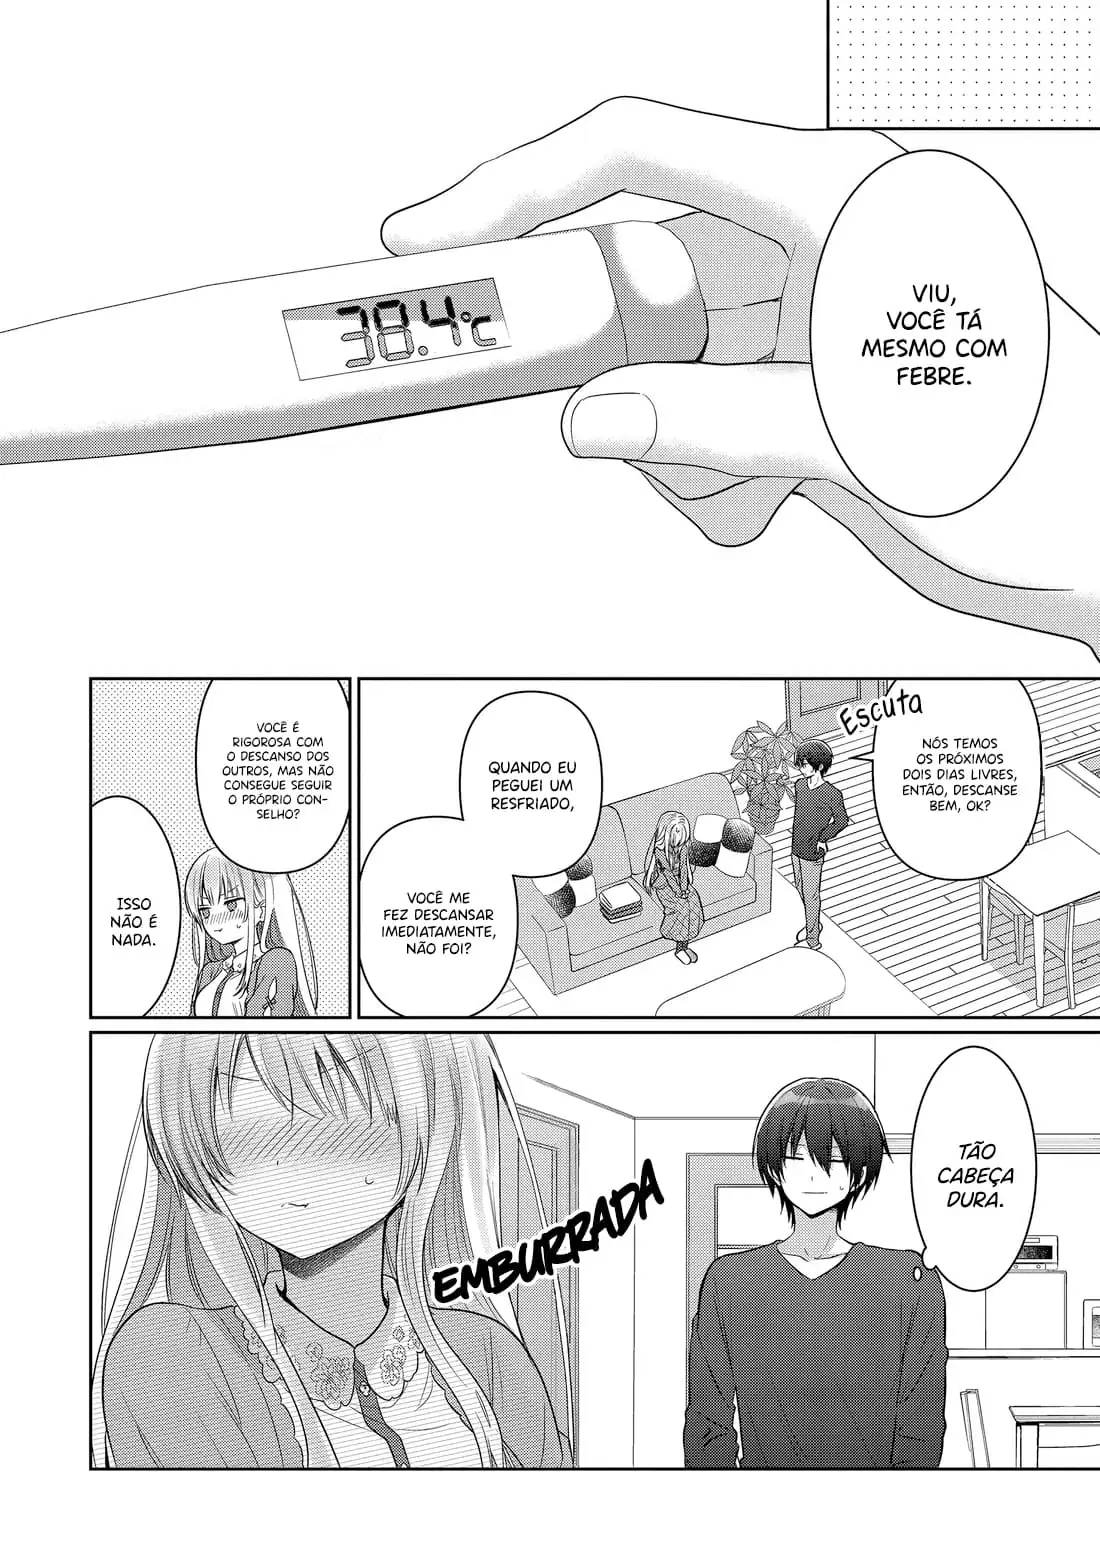 38.4°C
VIU,
VOCÊ TÁ
MESMO COM
FEBRE.
Escuta
NÓS TEMOS
OS PRÓXIMOS
DOIS DIAS LIVRES,
ENTÃO, DESCANSE
BEM, OK?
QUANDO EU
PEGUEI UM
RESFRIADO,
VOCÊ ME
FEZ DESCANSAR
IMEDIATAMENTE,
NÃO FOI?
VOCÊ É
RIGOROSA COM
O DESCANSO DOS
OUTROS, MAS NÃO
CONSEGUE SEGUIR
O PRÓPRIO CON-
SELHO?
ISSO
NÃO É
NADA.
TÃO
CABEÇA
DURA.
EMBURRADA